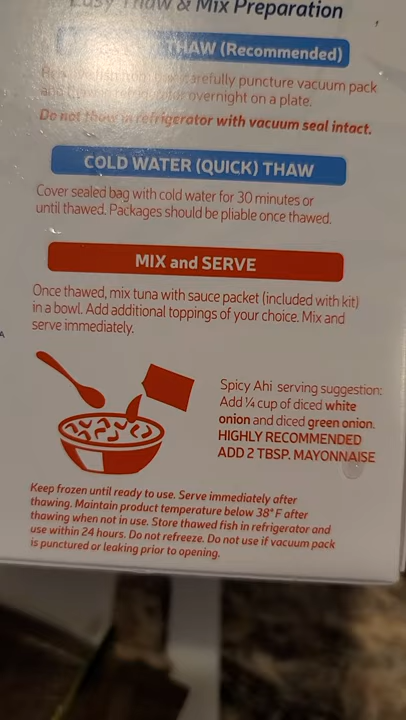 Easy Thaw & Mix Preparation
THAW (Recommended)
carefully puncture vacuum pack
and refrigerator overnight on a plate.
Do not thaw in refrigerator with vacuum seal intact.
COLD WATER (QUICK) THAW
Cover sealed bag with cold water for 30 minutes or
until thawed. Packages should be pliable once thawed.
MIX and SERVE
Once thawed, mix tuna with sauce packet (included with kit)
in a bowl. Add additional toppings of your choice. Mix and
serve immediately.
A
Spicy Ahi serving suggestion:
Add ¼ cup of diced white
onion and diced green onion.
HIGHLY RECOMMENDED
ADD 2 TBSP. MAYONNAISE
Keep frozen until ready to use. Serve immediately after
thawing. Maintain product temperature below 38° F after
thawing when not in use. Store thawed fish in refrigerator and
use within 24 hours. Do not refreeze. Do not use if vacuum pack
is punctured or leaking prior to opening.